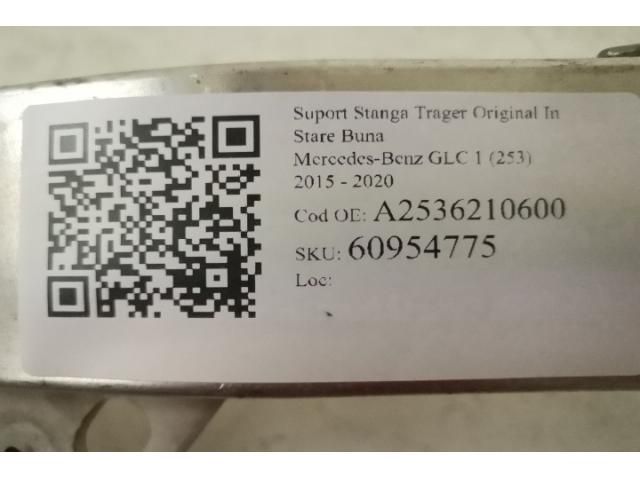 Suport Stanga Trager Original In
Stare Buna
Mercedes-Benz GLC 1 (253)
2015 - 2020
Cod OE: A2536210600
SKU: 60954775
Loc: